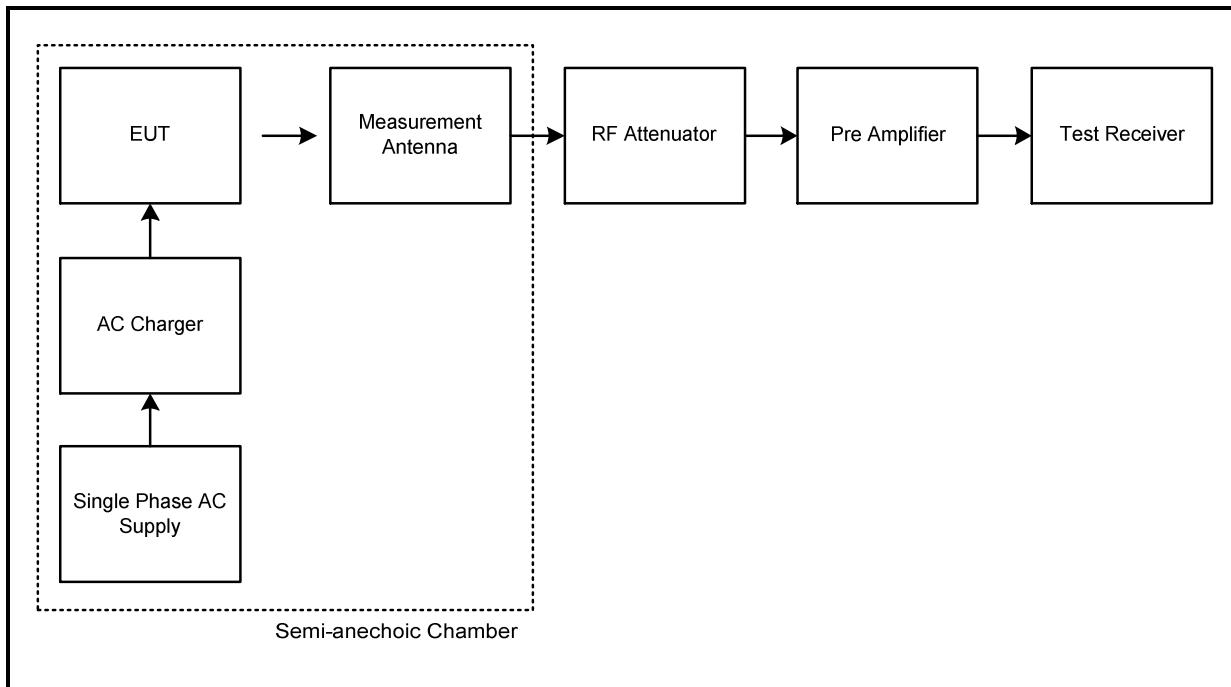 EUT
Measurement
Antenna
RF Attenuator
Pre Amplifier
Test Receiver
AC Charger
Single Phase AC
Supply
Semi-anechoic Chamber